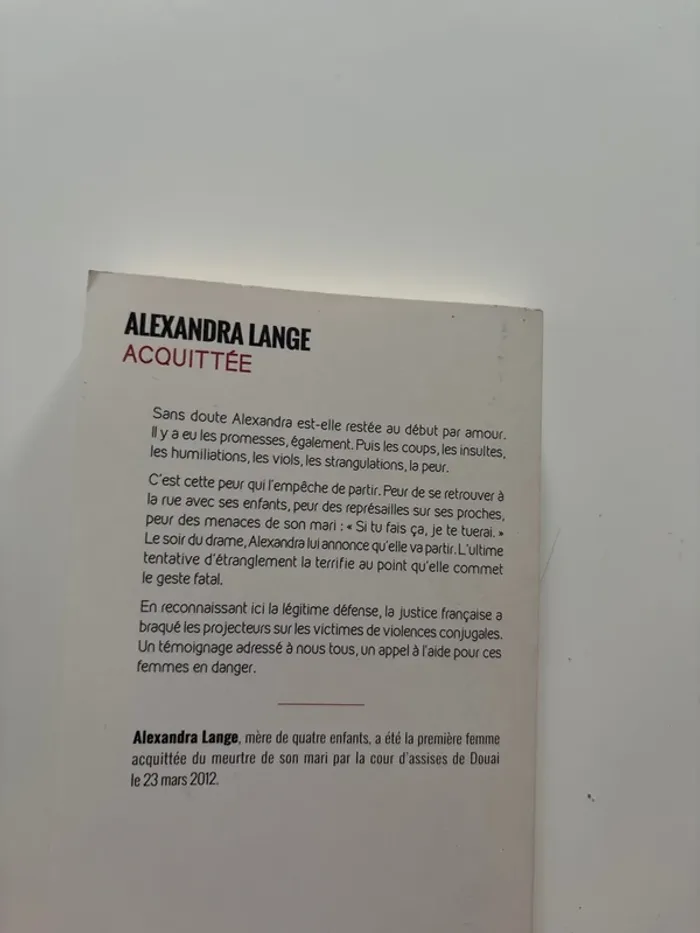 ALEXANDRA LANGE
ACQUITTÉE
Sans doute Alexandra est-elle restée au début par amour.
Il y a eu les promesses, également. Puis les coups, les insultes,
les humiliations, les viols, les strangulations, la peur.
C'est cette peur qui l'empêche de partir. Peur de se retrouver à
la rue avec ses enfants, peur des représailles sur ses proches,
peur des menaces de son mari : « Si tu fais ça, je te tuerai. »
Le soir du drame, Alexandra lui annonce qu'elle va partir. L'ultime
tentative d'étranglement la terrifie au point qu'elle commet
le geste fatal.
En reconnaissant ici la légitime défense, la justice française a
braqué les projecteurs sur les victimes de violences conjugales.
Un témoignage adressé à nous tous, un appel à l'aide pour ces
femmes en danger.
Alexandra Lange, mère de quatre enfants, a été la première femme
acquittée du meurtre de son mari par la cour d'assises de Douai
le 23 mars 2012.